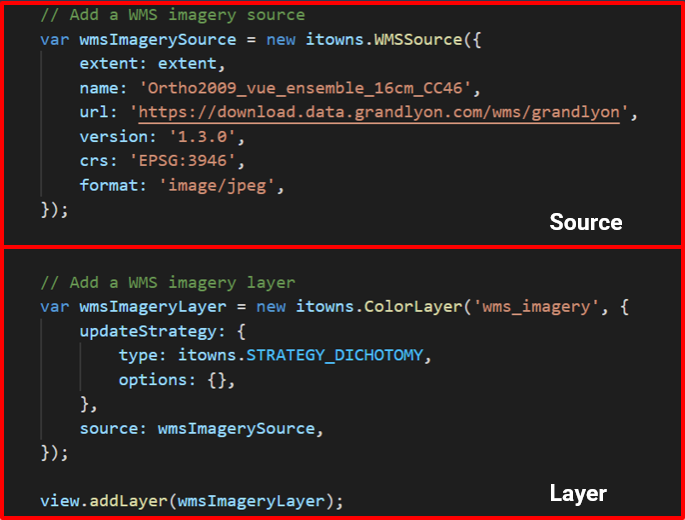 // Add a WMS imagery source
var wmsImagerySource = new itowns.WMSSource({
    extent: extent,
    name: 'Ortho2009_vue_ensemble_16cm_CC46',
    url: 'https://download.data.grandlyon.com/wms/grandlyon',
    version: '1.3.0',
    crs: 'EPSG:3946',
    format: 'image/jpeg',
});
Source
// Add a WMS imagery layer
var wmsImageryLayer = new itowns.ColorLayer('wms_imagery', {
    updateStrategy: {
        type: itowns.STRATEGY_DICHOTOMY,
        options: {},
    },
    source: wmsImagerySource,
});
view.addLayer(wmsImageryLayer);
Layer